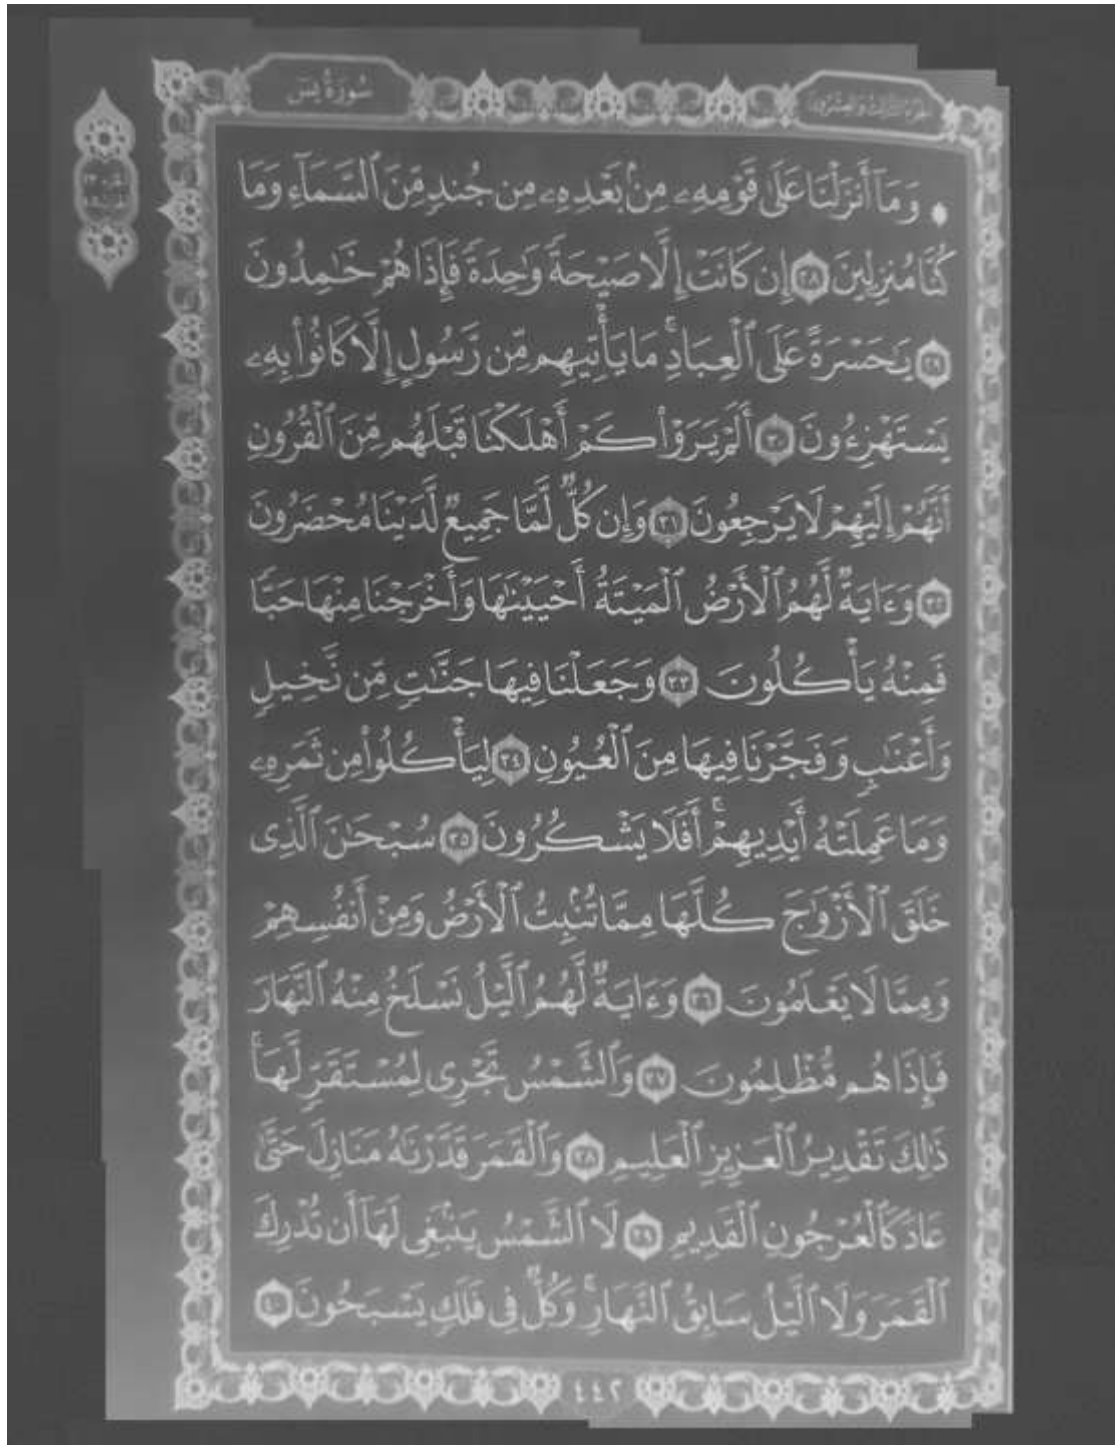 سُورَةُ يسٓ
الجزء الثالث والعشرون
وَمَآ أَنزَلْنَا عَلَىٰ قَوْمِهِۦ مِنۢ بَعْدِهِۦ مِن جُندٍ مِّنَ ٱلسَّمَآءِ وَمَا
كُنَّا مُنزِلِينَ ٢٨ إِن كَانَتْ إِلَّا صَيْحَةً وَٰحِدَةً فَإِذَا هُمْ خَٰمِدُونَ
٢٩ يَٰحَسْرَةً عَلَى ٱلْعِبَادِۚ مَا يَأْتِيهِم مِّن رَّسُولٍ إِلَّا كَانُوا۟ بِهِۦ
يَسْتَهْزِءُونَ ٣٠ أَلَمْ يَرَوْا۟ كَمْ أَهْلَكْنَا قَبْلَهُم مِّنَ ٱلْقُرُونِ
أَنَّهُمْ إِلَيْهِمْ لَا يَرْجِعُونَ ٣١ وَإِن كُلٌّ لَّمَّا جَمِيعٌ لَّدَيْنَا مُحْضَرُونَ
٣٢ وَءَايَةٌ لَّهُمُ ٱلْأَرْضُ ٱلْمَيْتَةُ أَحْيَيْنَٰهَا وَأَخْرَجْنَا مِنْهَا حَبًّا
فَمِنْهُ يَأْكُلُونَ ٣٣ وَجَعَلْنَا فِيهَا جَنَّٰتٍ مِّن نَّخِيلٍ
وَأَعْنَٰبٍ وَفَجَّرْنَا فِيهَا مِنَ ٱلْعُيُونِ ٣٤ لِيَأْكُلُوا۟ مِن ثَمَرِهِۦ
وَمَا عَمِلَتْهُ أَيْدِيهِمْۚ أَفَلَا يَشْكُرُونَ ٣٥ سُبْحَٰنَ ٱلَّذِى
خَلَقَ ٱلْأَزْوَٰجَ كُلَّهَا مِمَّا تُنۢبِتُ ٱلْأَرْضُ وَمِنْ أَنفُسِهِمْ
وَمِمَّا لَا يَعْلَمُونَ ٣٦ وَءَايَةٌ لَّهُمُ ٱلَّيْلُ نَسْلَخُ مِنْهُ ٱلنَّهَارَ
فَإِذَا هُم مُّظْلِمُونَ ٣٧ وَٱلشَّمْسُ تَجْرِى لِمُسْتَقَرٍّ لَّهَاۚ
ذَٰلِكَ تَقْدِيرُ ٱلْعَزِيزِ ٱلْعَلِيمِ ٣٨ وَٱلْقَمَرَ قَدَّرْنَٰهُ مَنَازِلَ حَتَّىٰ
عَادَ كَٱلْعُرْجُونِ ٱلْقَدِيمِ ٣٩ لَا ٱلشَّمْسُ يَنۢبَغِى لَهَآ أَن تُدْرِكَ
ٱلْقَمَرَ وَلَا ٱلَّيْلُ سَابِقُ ٱلنَّهَارِۚ وَكُلٌّ فِى فَلَكٍ يَسْبَحُونَ ٤٠
٤٤٢